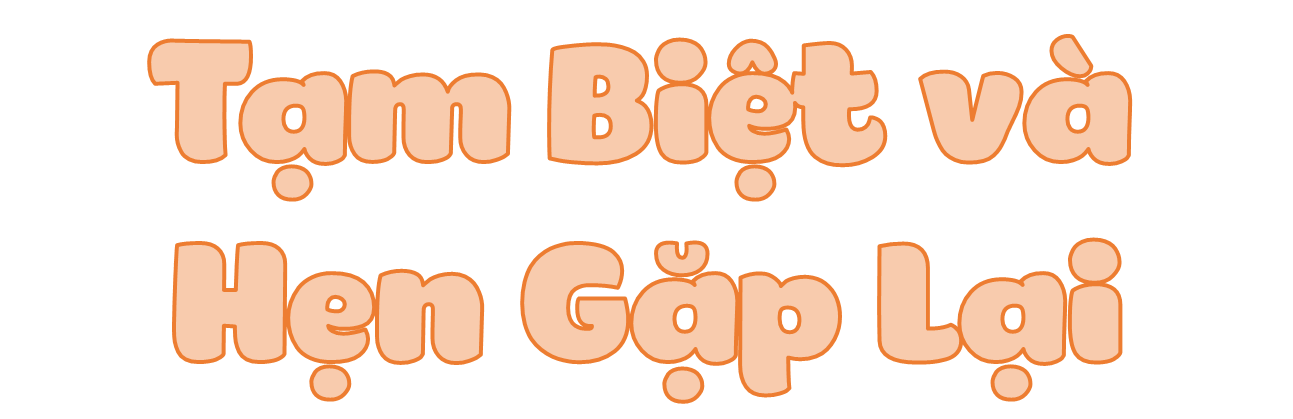 Tạm Biệt và
Hẹn Gặp Lại